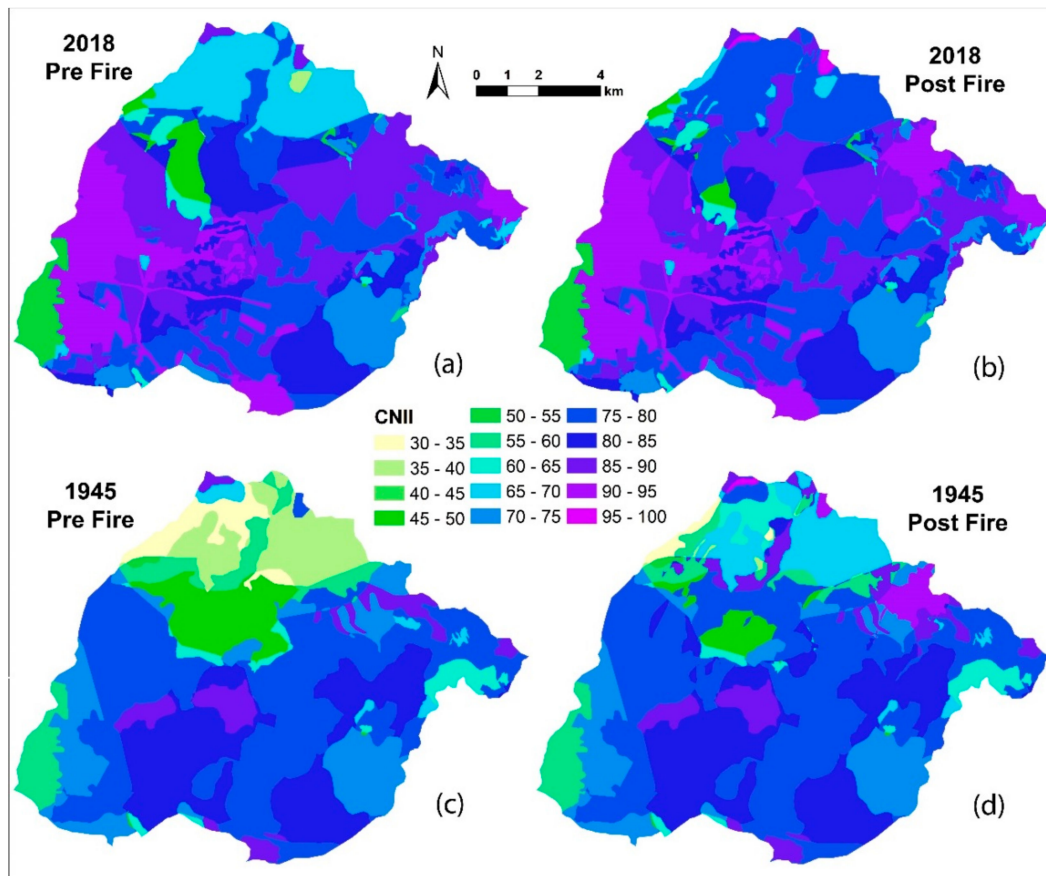 2018
Pre Fire
N
0 1 2 4
km
2018
Post Fire
(a)
(b)
CNII
30 - 35
35 - 40
40 - 45
45 - 50
50 - 55
55 - 60
60 - 65
65 - 70
70 - 75
75 - 80
80 - 85
85 - 90
90 - 95
95 - 100
1945
Pre Fire
1945
Post Fire
(c)
(d)